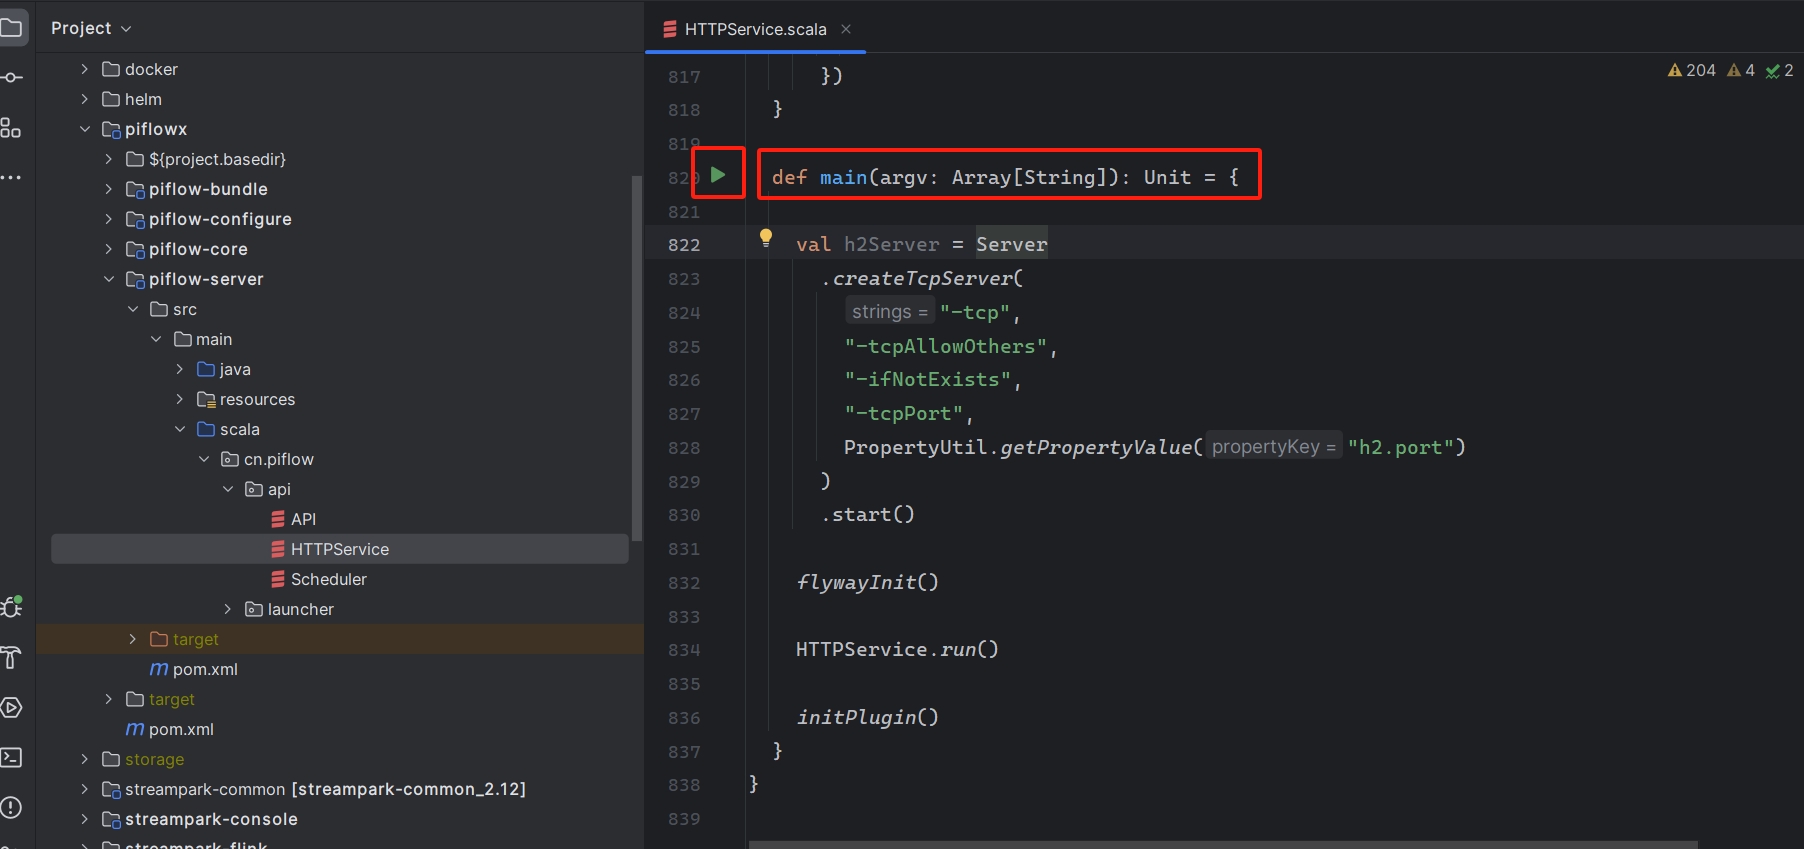 Project
docker
helm
piflowx
${project.basedir}
piflow-bundle
piflow-configure
piflow-core
piflow-server
src
main
java
resources
scala
cn.piflow
api
API
HTTPService
Scheduler
launcher
target
pom.xml
target
pom.xml
storage
streampark-common [streampark-common_2.12]
streampark-console
streampark-flink
HTTPService.scala
204 4 2
817 })
818 }
819
820 def main(argv: Array[String]): Unit = {
821
822 val h2Server = Server
823 .createTcpServer(
824 strings = "-tcp",
825 "-tcpAllowOthers",
826 "-ifNotExists",
827 "-tcpPort",
828 PropertyUtil.getPropertyValue( propertyKey = "h2.port")
829 )
830 .start()
831
832 flywayInit()
833
834 HTTPService.run()
835
836 initPlugin()
837 }
838 }
839